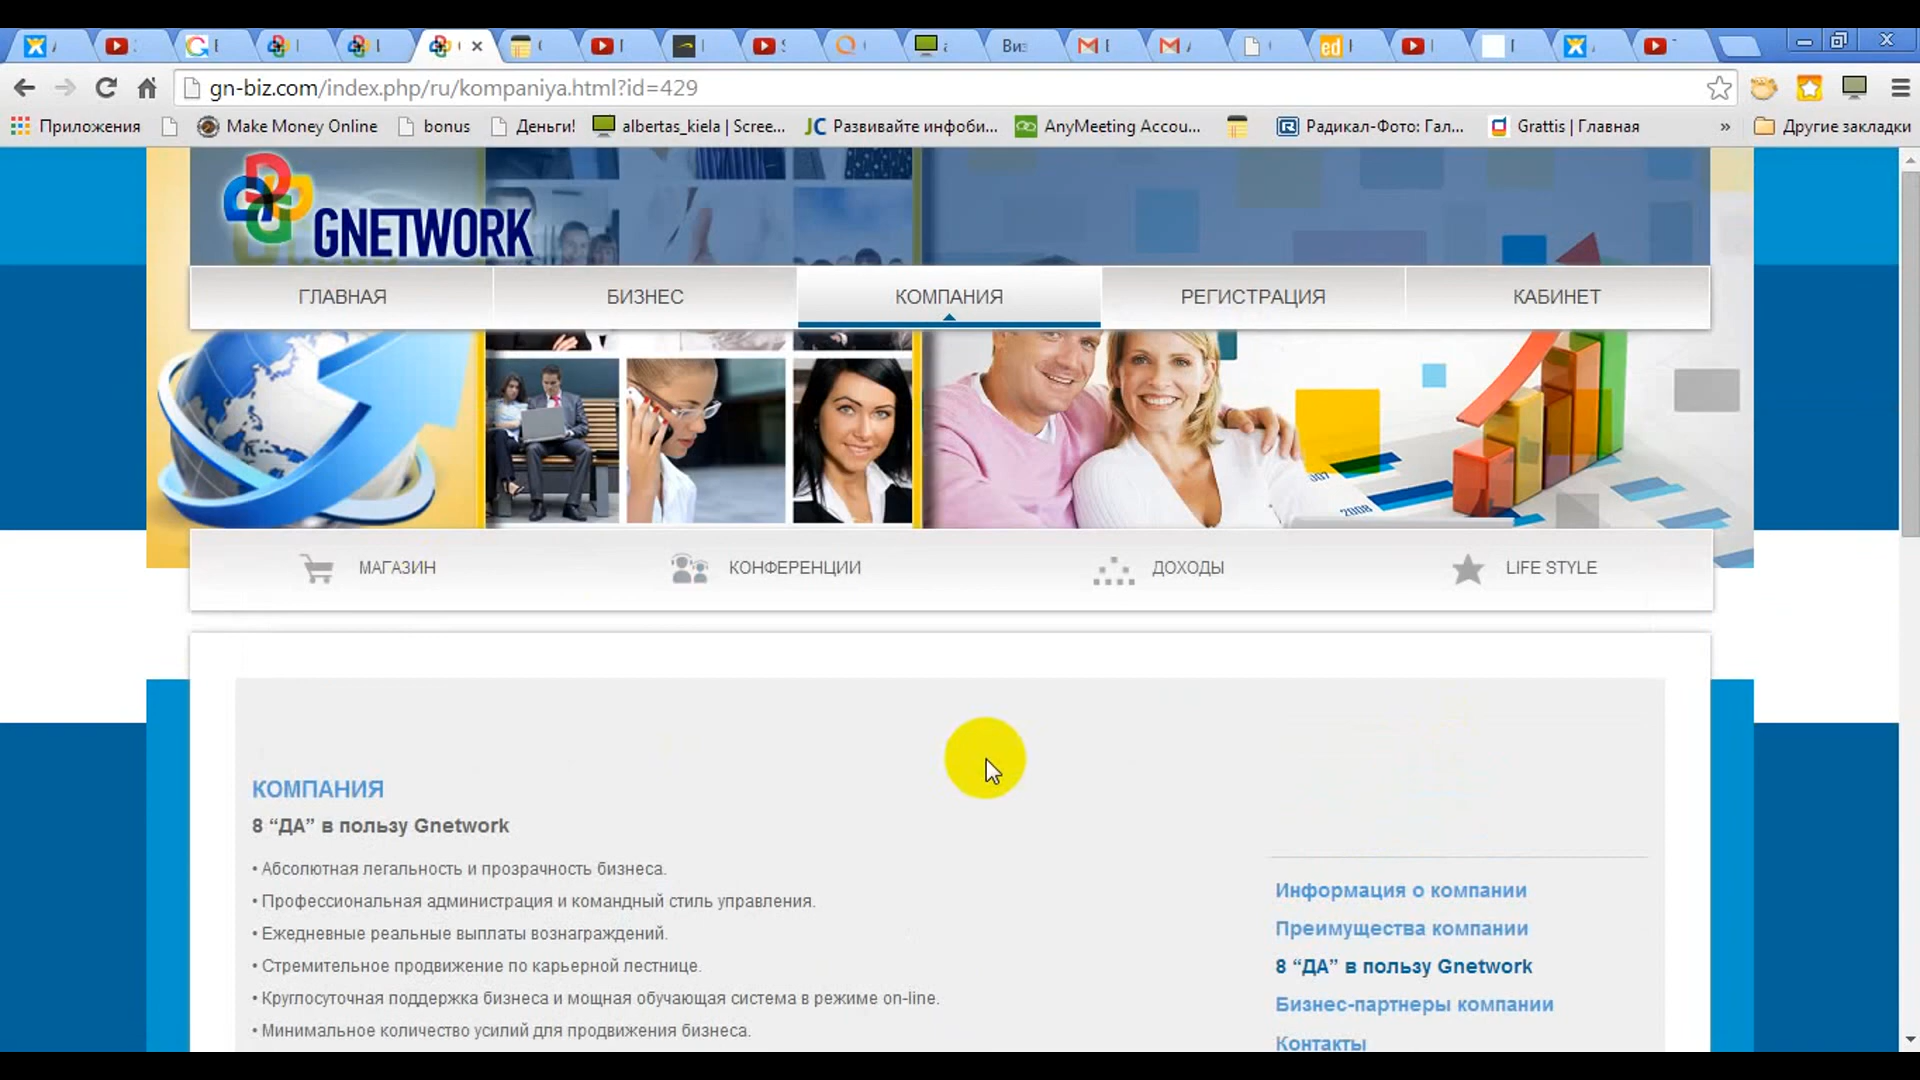 gn-biz.com/index.php/ru/kompaniya.html?id=429
Приложения
Make Money Online
bonus
Деньги!
albertas_kiela | Scree...
Развивайте инфоби...
AnyMeeting Accou...
Радикал-Фото: Гал...
Grattis | Главная
»
Другие закладки
GNETWORK
ГЛАВНАЯ
БИЗНЕС
КОМПАНИЯ
РЕГИСТРАЦИЯ
КАБИНЕТ
2008
МАГАЗИН
КОНФЕРЕНЦИИ
ДОХОДЫ
LIFE STYLE
КОМПАНИЯ
8 “ДА” в пользу Gnetwork
• Абсолютная легальность и прозрачность бизнеса.
• Профессиональная администрация и командный стиль управления.
• Ежедневные реальные выплаты вознаграждений.
• Стремительное продвижение по карьерной лестнице.
• Круглосуточная поддержка бизнеса и мощная обучающая система в режиме on-line.
• Минимальное количество усилий для продвижения бизнеса.
Информация о компании
Преимущества компании
8 “ДА” в пользу Gnetwork
Бизнес-партнеры компании
Контакты